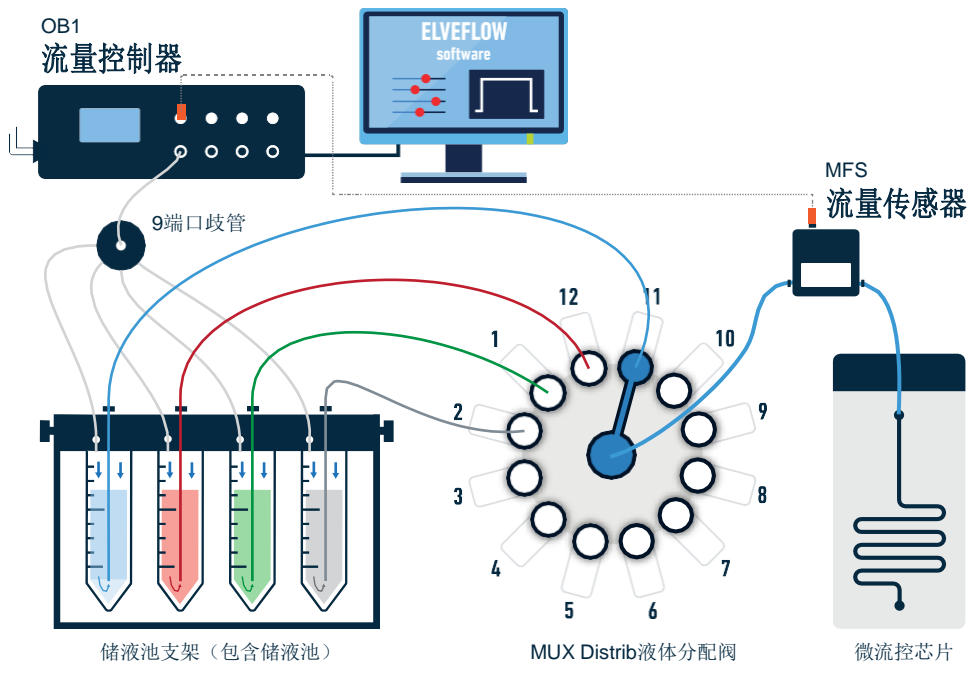 OB1
流量控制器
ELVEFLOW
software
MFS
流量传感器
9端口歧管
12
11
1
10
2
9
3
8
4
7
5
6
储液池支架（包含储液池）
MUX Distrib液体分配阀
微流控芯片